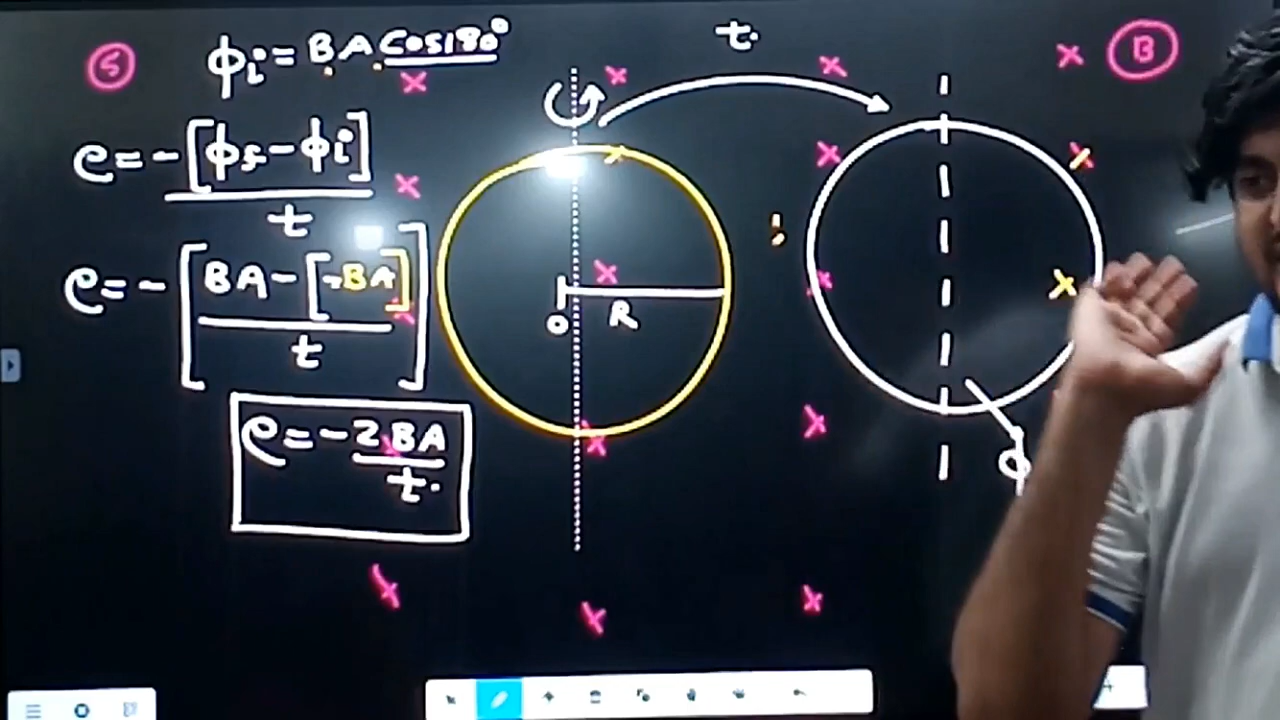 5
ϕi = BA Cos180°
e = -[ϕf - ϕi]
t
e = -[BA - [-BA]]
t
e = -2BA
t.
t.
B
O
R
ϕ